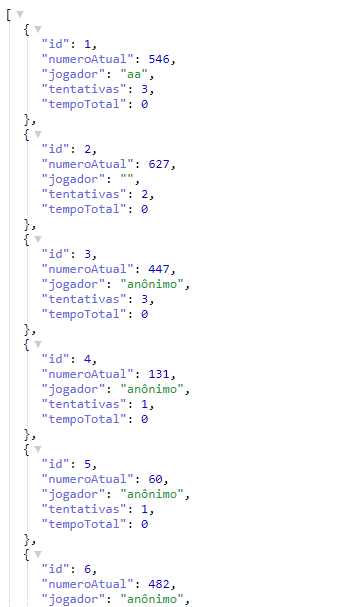 [
{
"id": 1,
"numeroAtual": 546,
"jogador": "aa",
"tentativas": 3,
"tempoTotal": 0
},
{
"id": 2,
"numeroAtual": 627,
"jogador": "",
"tentativas": 2,
"tempoTotal": 0
},
{
"id": 3,
"numeroAtual": 447,
"jogador": "anônimo",
"tentativas": 3,
"tempoTotal": 0
},
{
"id": 4,
"numeroAtual": 131,
"jogador": "anônimo",
"tentativas": 1,
"tempoTotal": 0
},
{
"id": 5,
"numeroAtual": 60,
"jogador": "anônimo",
"tentativas": 1,
"tempoTotal": 0
},
{
"id": 6,
"numeroAtual": 482,
"jogador": "anônimo",